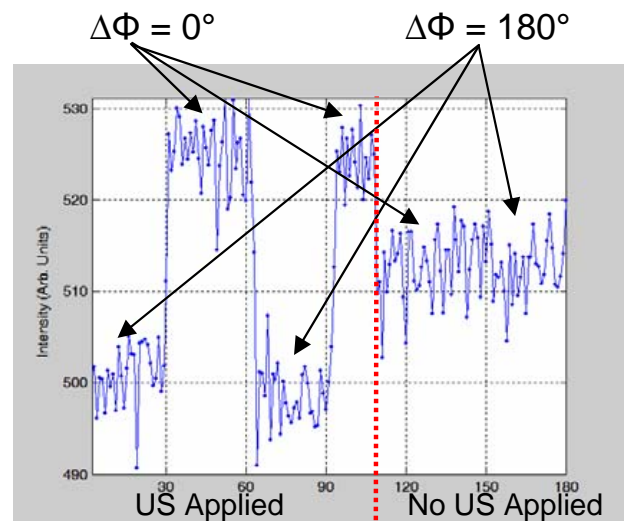 ΔΦ = 0° ΔΦ = 180°
530
520
510
500
490
Intensity (Arb. Units)
30 60 90 120 150 180
US Applied No US Applied